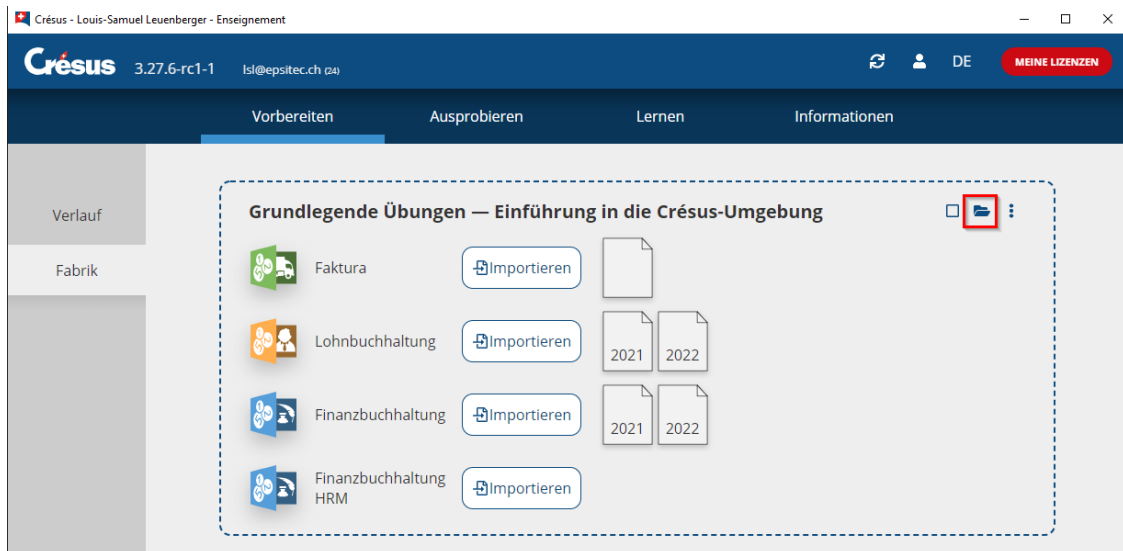 Crésus - Louis-Samuel Leuenberger - Enseignement
Crésus 3.27.6-rc1-1 lsl@epsitec.ch (24) DE MEINE LIZENZEN
Vorbereiten Ausprobieren Lernen Informationen
Verlauf
Fabrik
Grundlegende Übungen — Einführung in die Crésus-Umgebung
Faktura Importieren
Lohnbuchhaltung Importieren 2021 2022
Finanzbuchhaltung Importieren 2021 2022
Finanzbuchhaltung
HRM Importieren